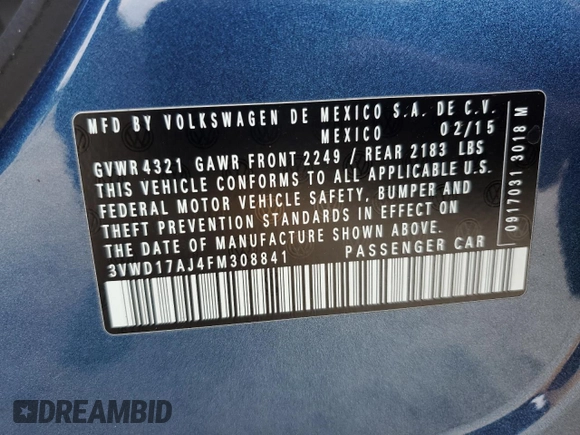 MFD BY VOLKSWAGEN DE MEXICO S.A. DE C.V.
MEXICO 02/15
GVWR 4321 GAWR FRONT 2249 / REAR 2183 LBS
THIS VEHICLE CONFORMS TO ALL APPLICABLE U.S.
FEDERAL MOTOR VEHICLE SAFETY, BUMPER AND
THEFT PREVENTION STANDARDS IN EFFECT ON
THE DATE OF MANUFACTURE SHOWN ABOVE.
3VWD17AJ4FM308841 PASSENGER CAR
0917031 3018 M
DREAMBID